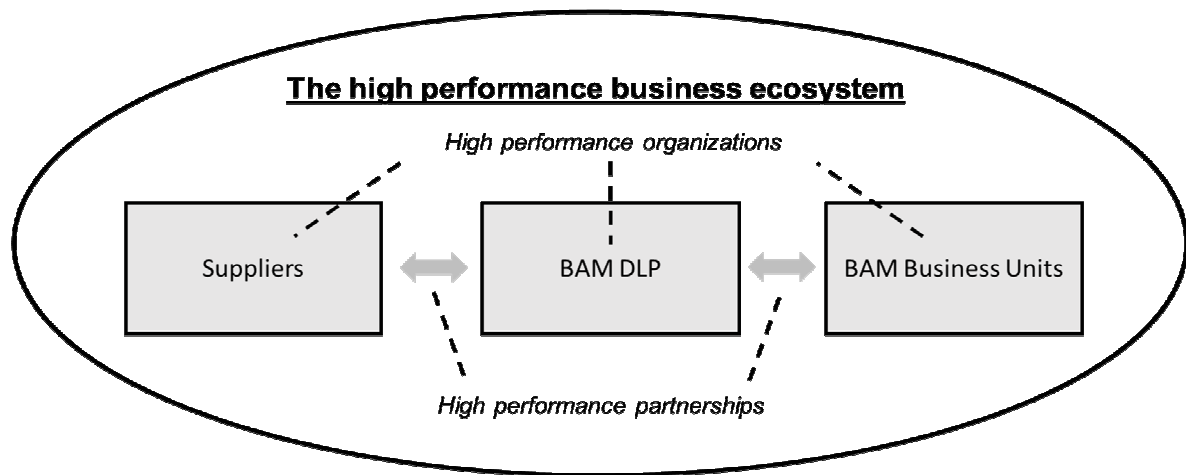 The high performance business ecosystem
High performance organizations
Suppliers
BAM DLP
BAM Business Units
High performance partnerships